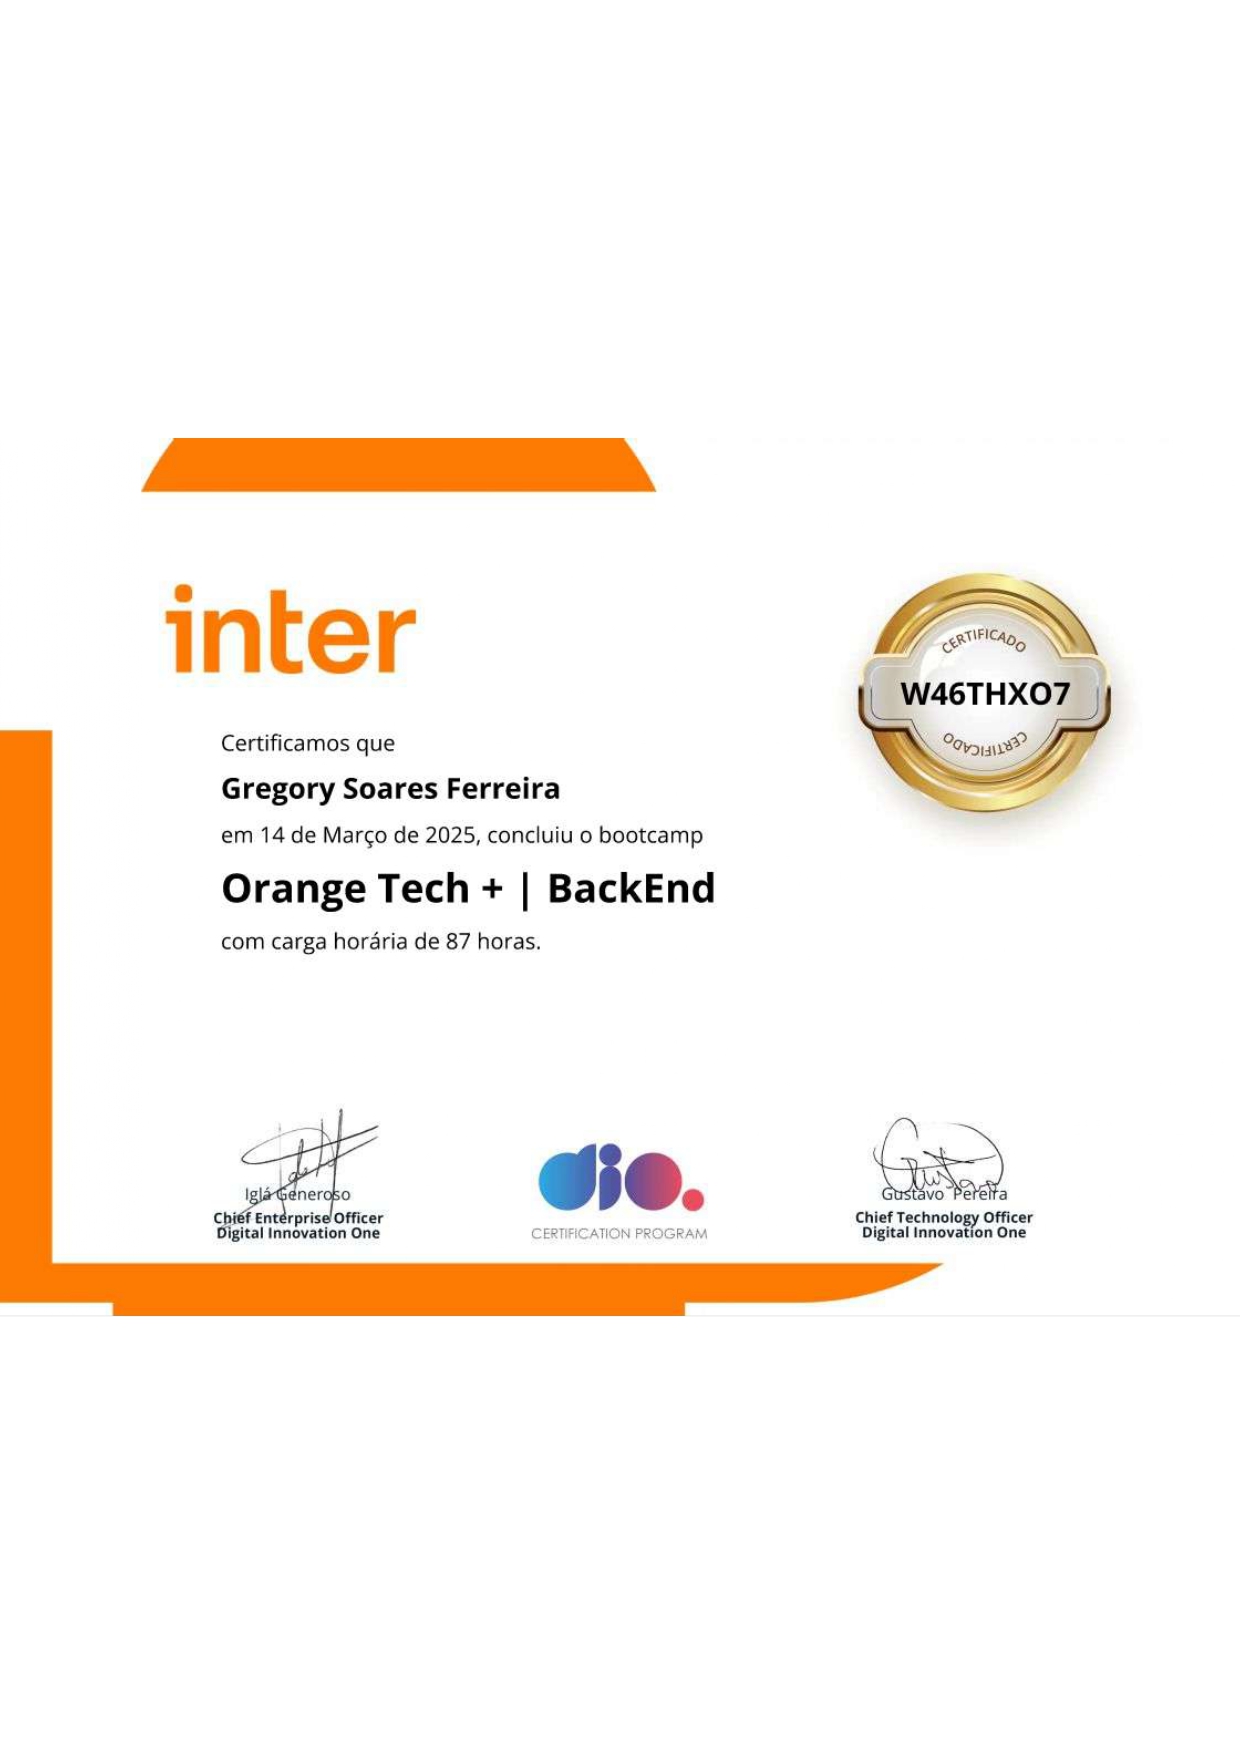 inter
CERTIFICADO
W46THXO7
CERTIFICADO
Certificamos que
Gregory Soares Ferreira
em 14 de Março de 2025, concluiu o bootcamp
Orange Tech + | BackEnd
com carga horária de 87 horas.
Iglá Generoso
Chief Enterprise Officer
Digital Innovation One
dio.
CERTIFICATION PROGRAM
Gustavo Pereira
Chief Technology Officer
Digital Innovation One